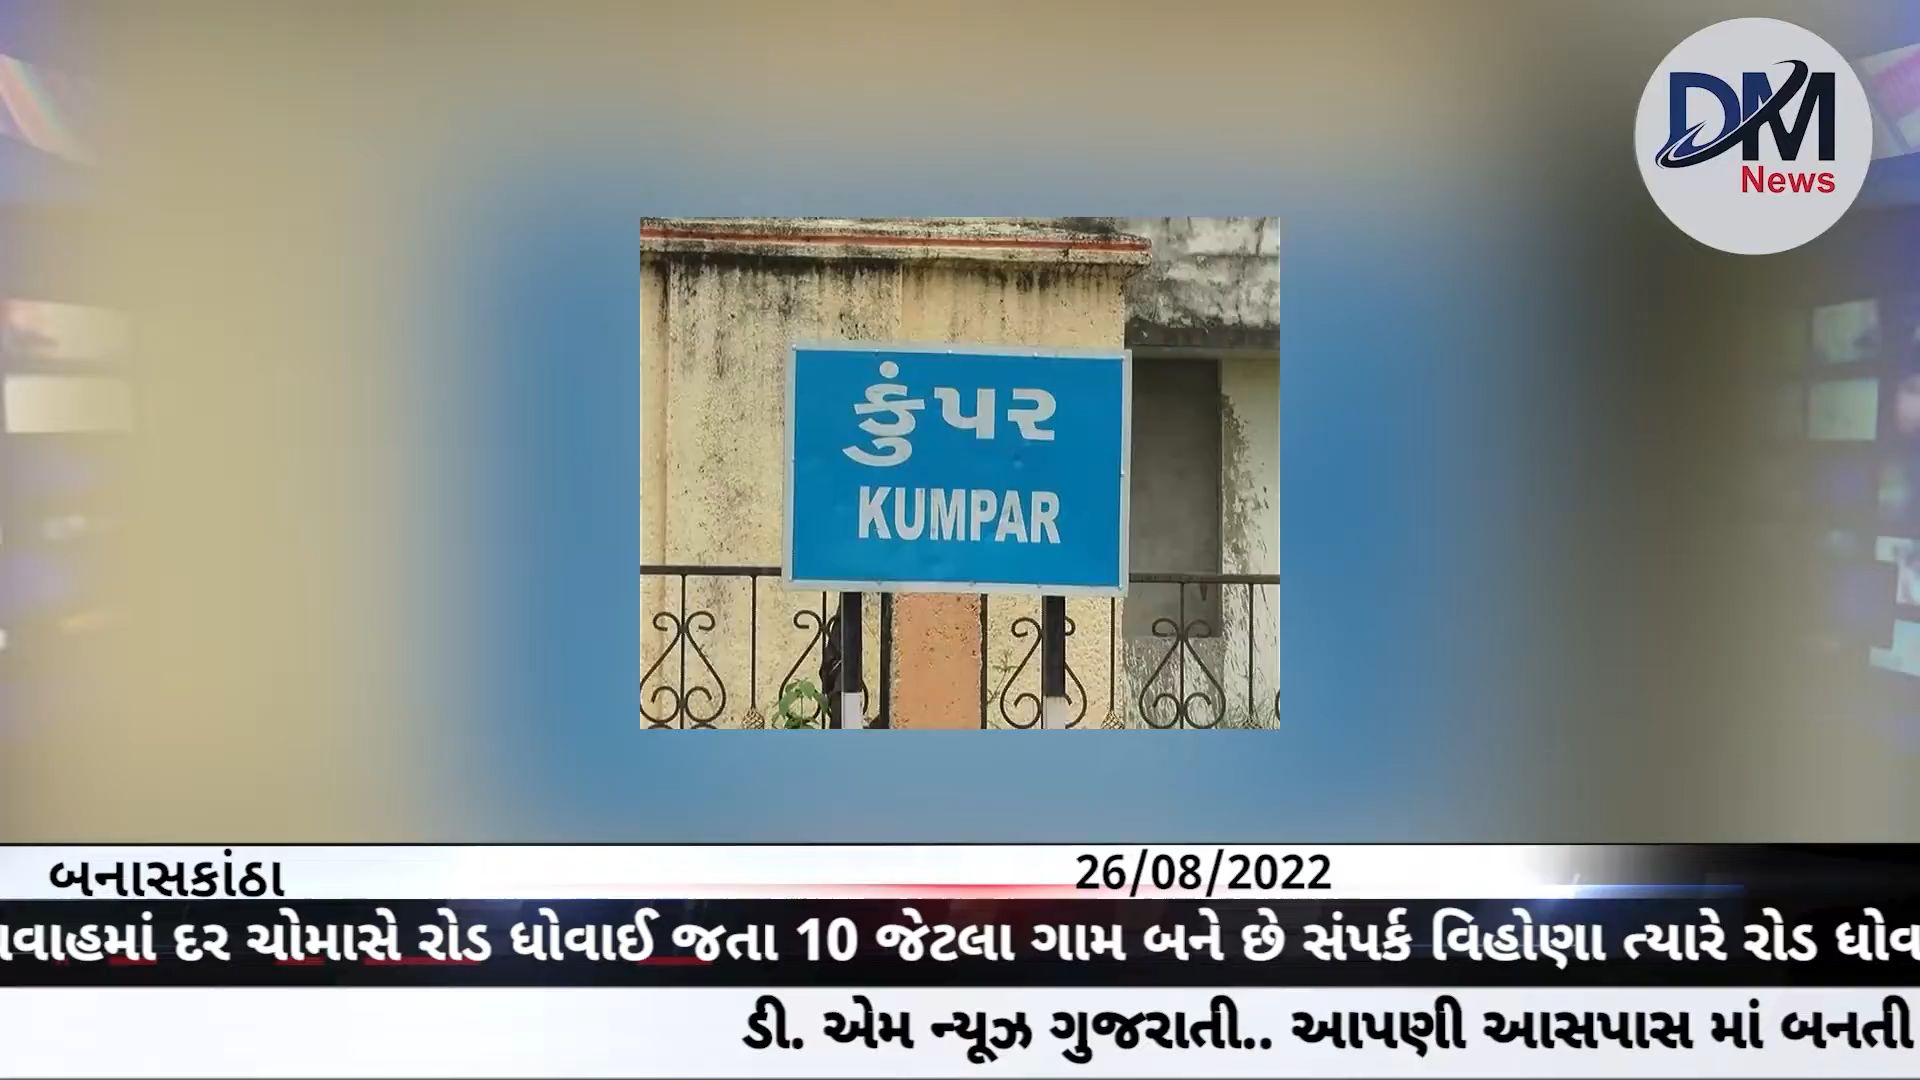 DM
News
કુંપર
KUMPAR
બનાસકાંઠા
26/08/2022
દર ચોમાસે રોડ ધોવાઈ જતા 10 જેટલા ગામ બને છે સંપર્ક વિહોણા ત્યારે રોડ
ડી. એમ ન્યૂઝ ગુજરાતી.. આપણી આસપાસ માં બનતી